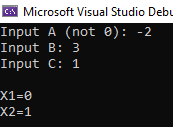 Microsoft Visual Studio Debu
Input A (not 0): -2
Input B: 3
Input C: 1
X1=0
X2=1